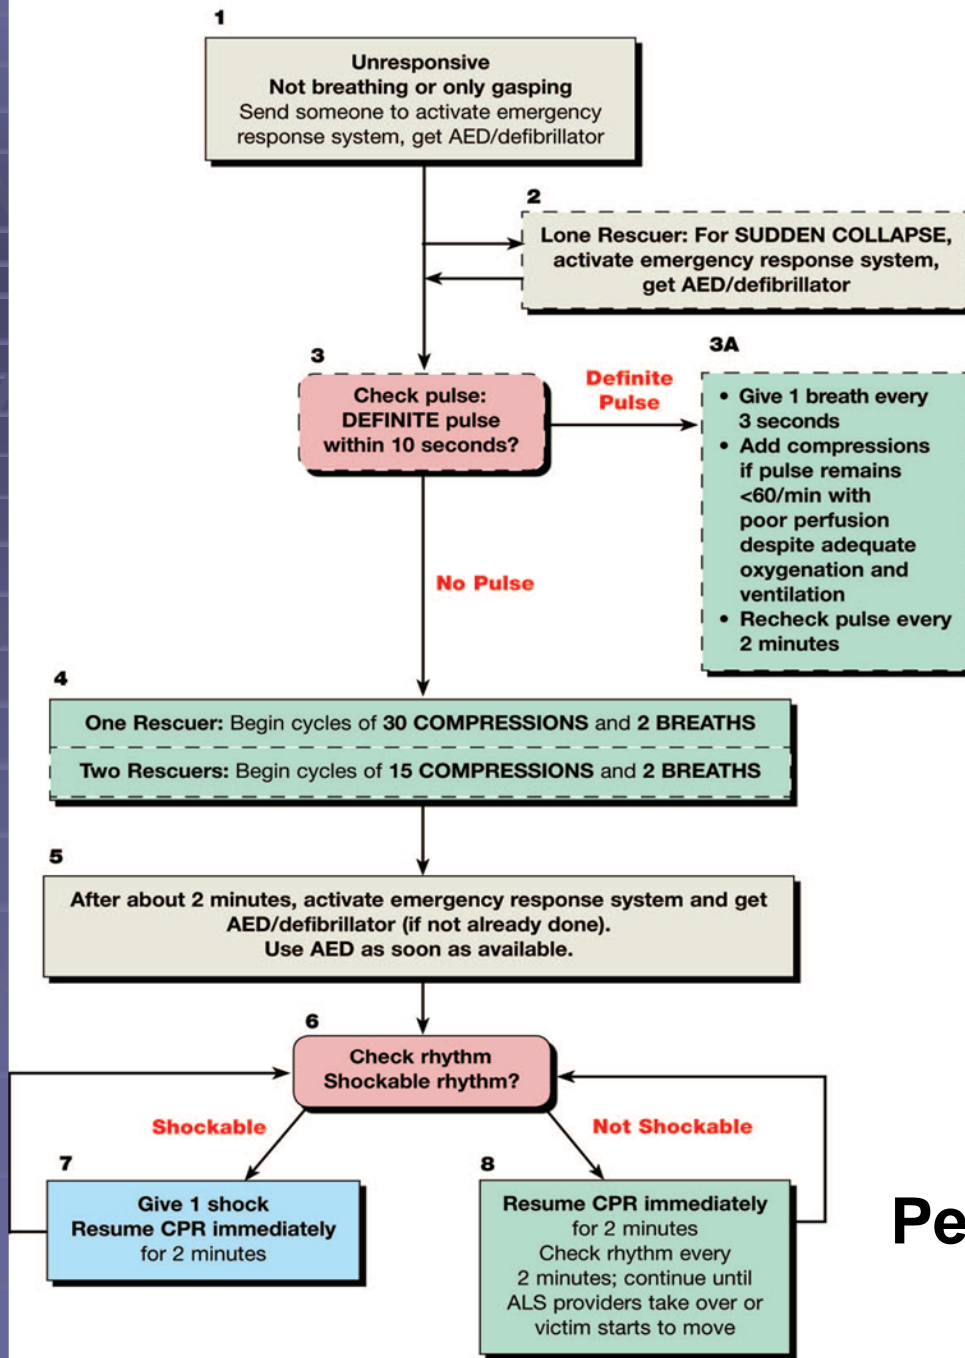 1
Unresponsive
Not breathing or only gasping
Send someone to activate emergency
response system, get AED/defibrillator
2
Lone Rescuer: For SUDDEN COLLAPSE,
activate emergency response system,
get AED/defibrillator
3
Check pulse:
DEFINITE pulse
within 10 seconds?
Definite
Pulse
3A
• Give 1 breath every
3 seconds
• Add compressions
if pulse remains
<60/min with
poor perfusion
despite adequate
oxygenation and
ventilation
• Recheck pulse every
2 minutes
No Pulse
4
One Rescuer: Begin cycles of 30 COMPRESSIONS and 2 BREATHS
Two Rescuers: Begin cycles of 15 COMPRESSIONS and 2 BREATHS
5
After about 2 minutes, activate emergency response system and get
AED/defibrillator (if not already done).
Use AED as soon as available.
6
Check rhythm
Shockable rhythm?
Shockable
Not Shockable
7
Give 1 shock
Resume CPR immediately
for 2 minutes
8
Resume CPR immediately
for 2 minutes
Check rhythm every
2 minutes; continue until
ALS providers take over or
victim starts to move
Pe